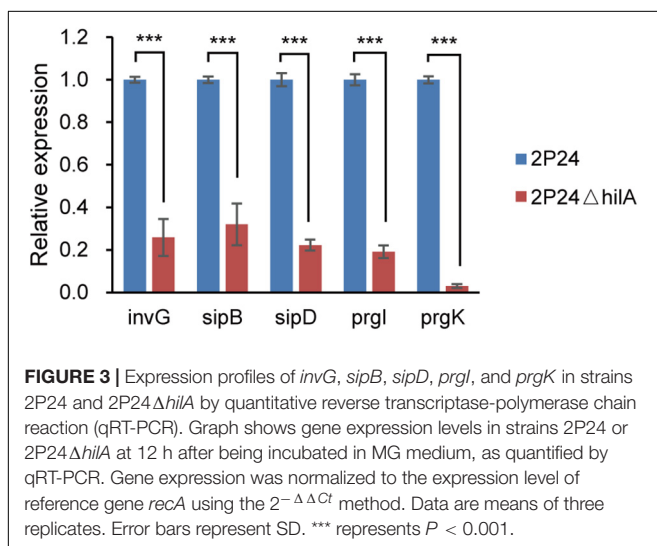 1.2
1.0
0.8
0.6
0.4
0.2
0.0
Relative expression
*** *** *** *** ***
2P24
2P24△hilA
invG sipB sipD prgI prgK
FIGURE 3 | Expression profiles of invG, sipB, sipD, prgI, and prgK in strains
2P24 and 2P24ΔhilA by quantitative reverse transcriptase-polymerase chain
reaction (qRT-PCR). Graph shows gene expression levels in strains 2P24 or
2P24ΔhilA at 12 h after being incubated in MG medium, as quantified by
qRT-PCR. Gene expression was normalized to the expression level of
reference gene recA using the 2^−ΔΔCt method. Data are means of three
replicates. Error bars represent SD. *** represents P < 0.001.